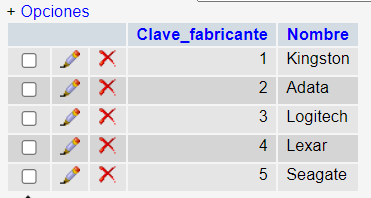 + Opciones
Clave_fabricante Nombre
1 Kingston
2 Adata
3 Logitech
4 Lexar
5 Seagate